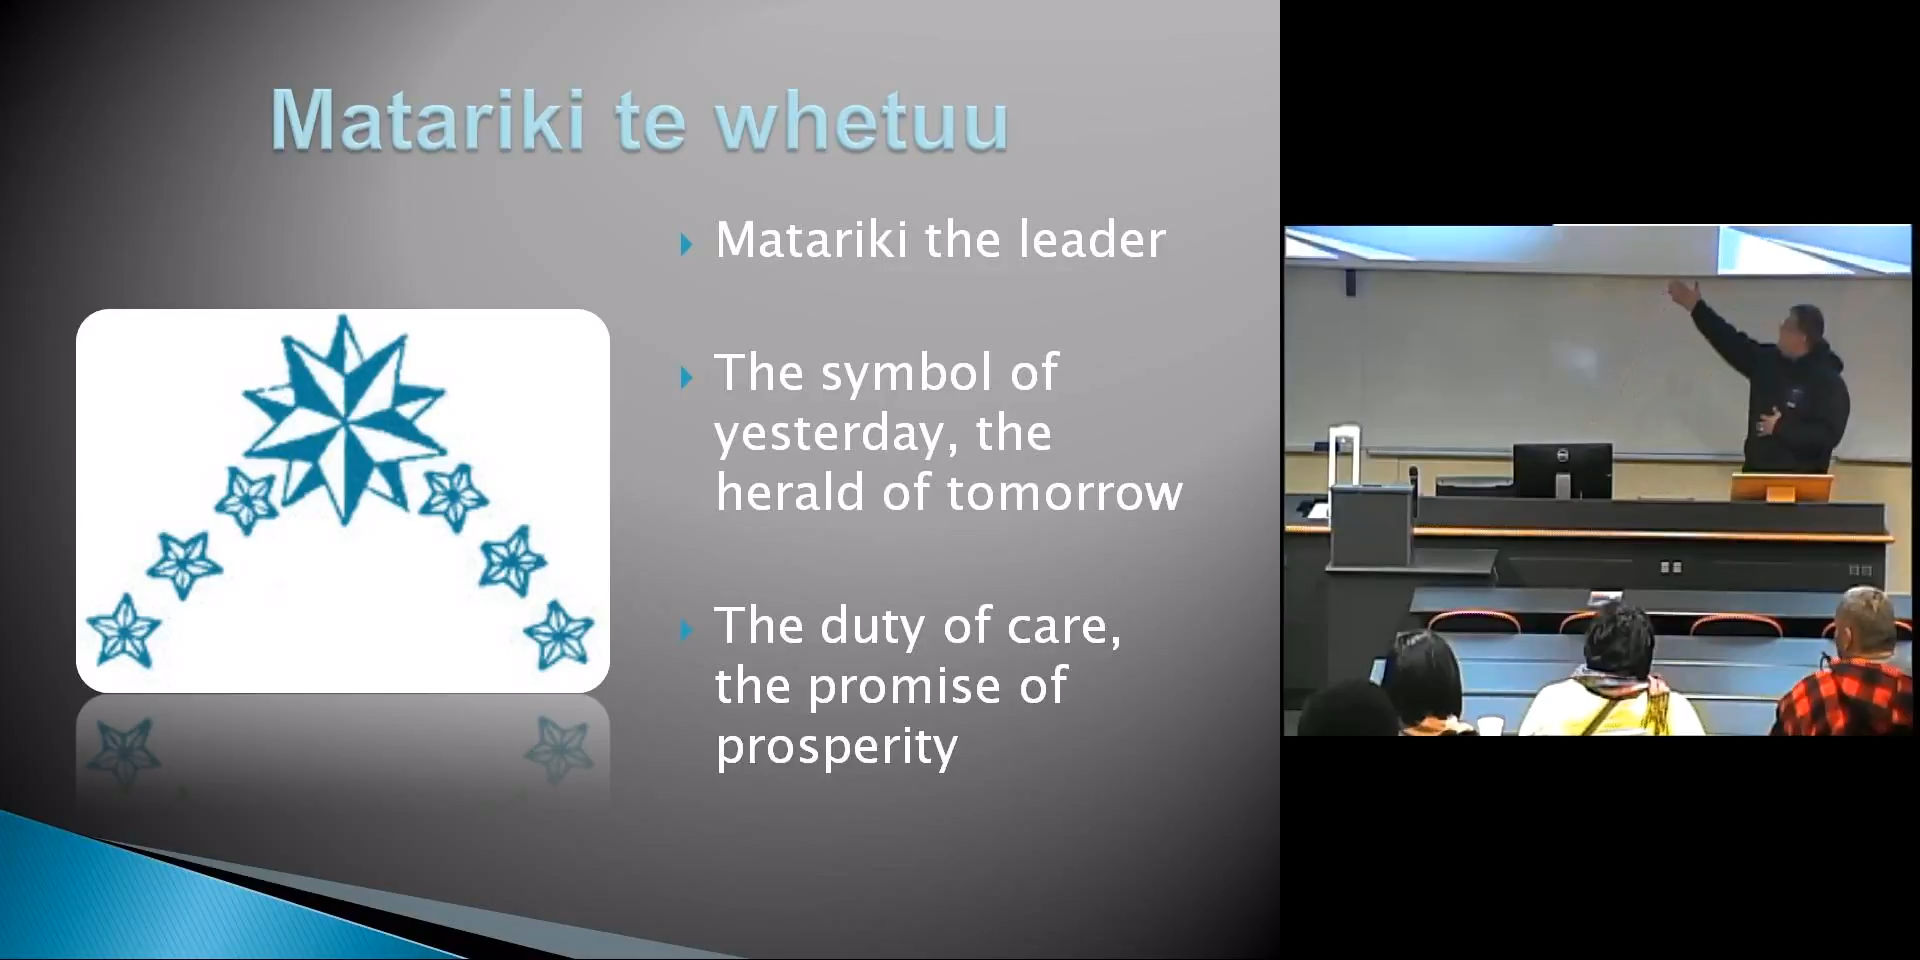 Matariki te whetuu
Matariki the leader
The symbol of
yesterday, the
herald of tomorrow
The duty of care,
the promise of
prosperity